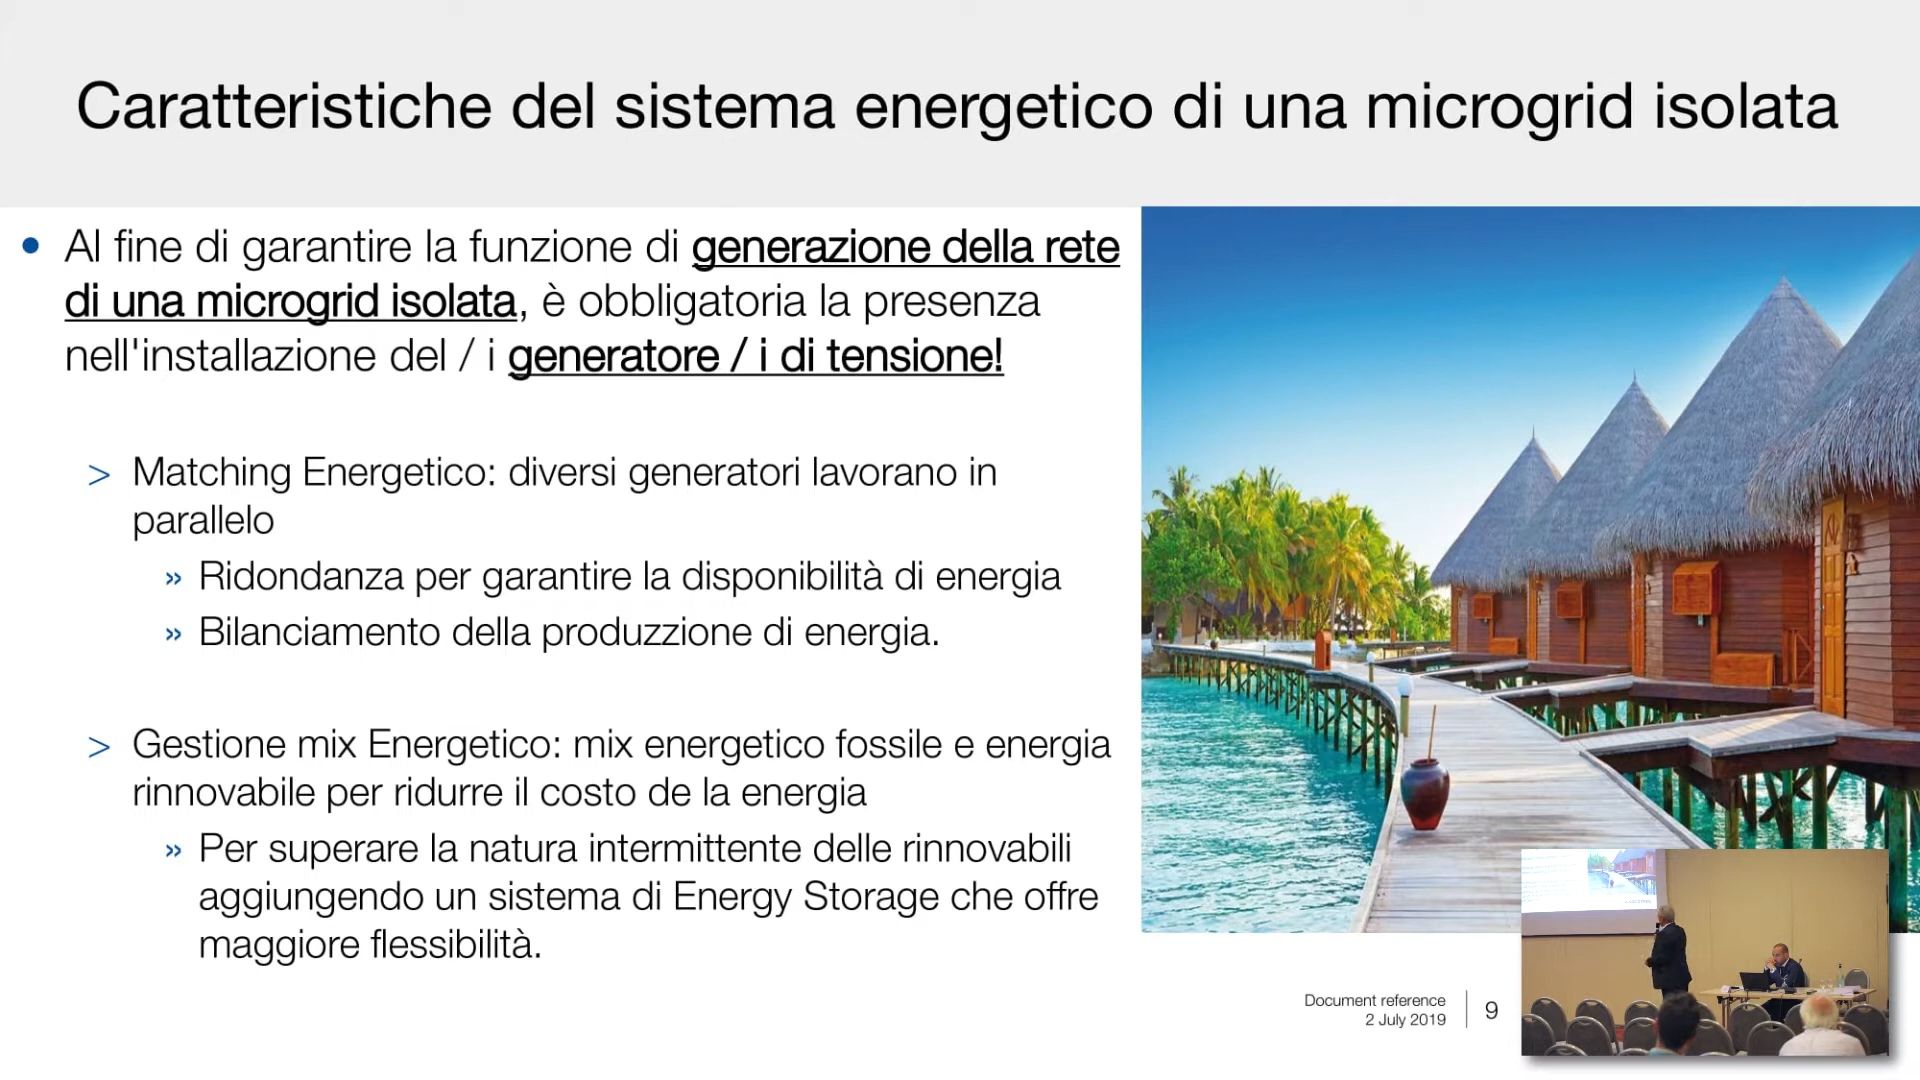 Caratteristiche del sistema energetico di una microgrid isolata
• Al fine di garantire la funzione di generazione della rete
di una microgrid isolata, è obbligatoria la presenza
nell'installazione del / i generatore / i di tensione!
> Matching Energetico: diversi generatori lavorano in
parallelo
» Ridondanza per garantire la disponibilità di energia
» Bilanciamento della produzzione di energia.
> Gestione mix Energetico: mix energetico fossile e energia
rinnovabile per ridurre il costo de la energia
» Per superare la natura intermittente delle rinnovabili
aggiungendo un sistema di Energy Storage che offre
maggiore flessibilità.
Document reference
2 July 2019
9